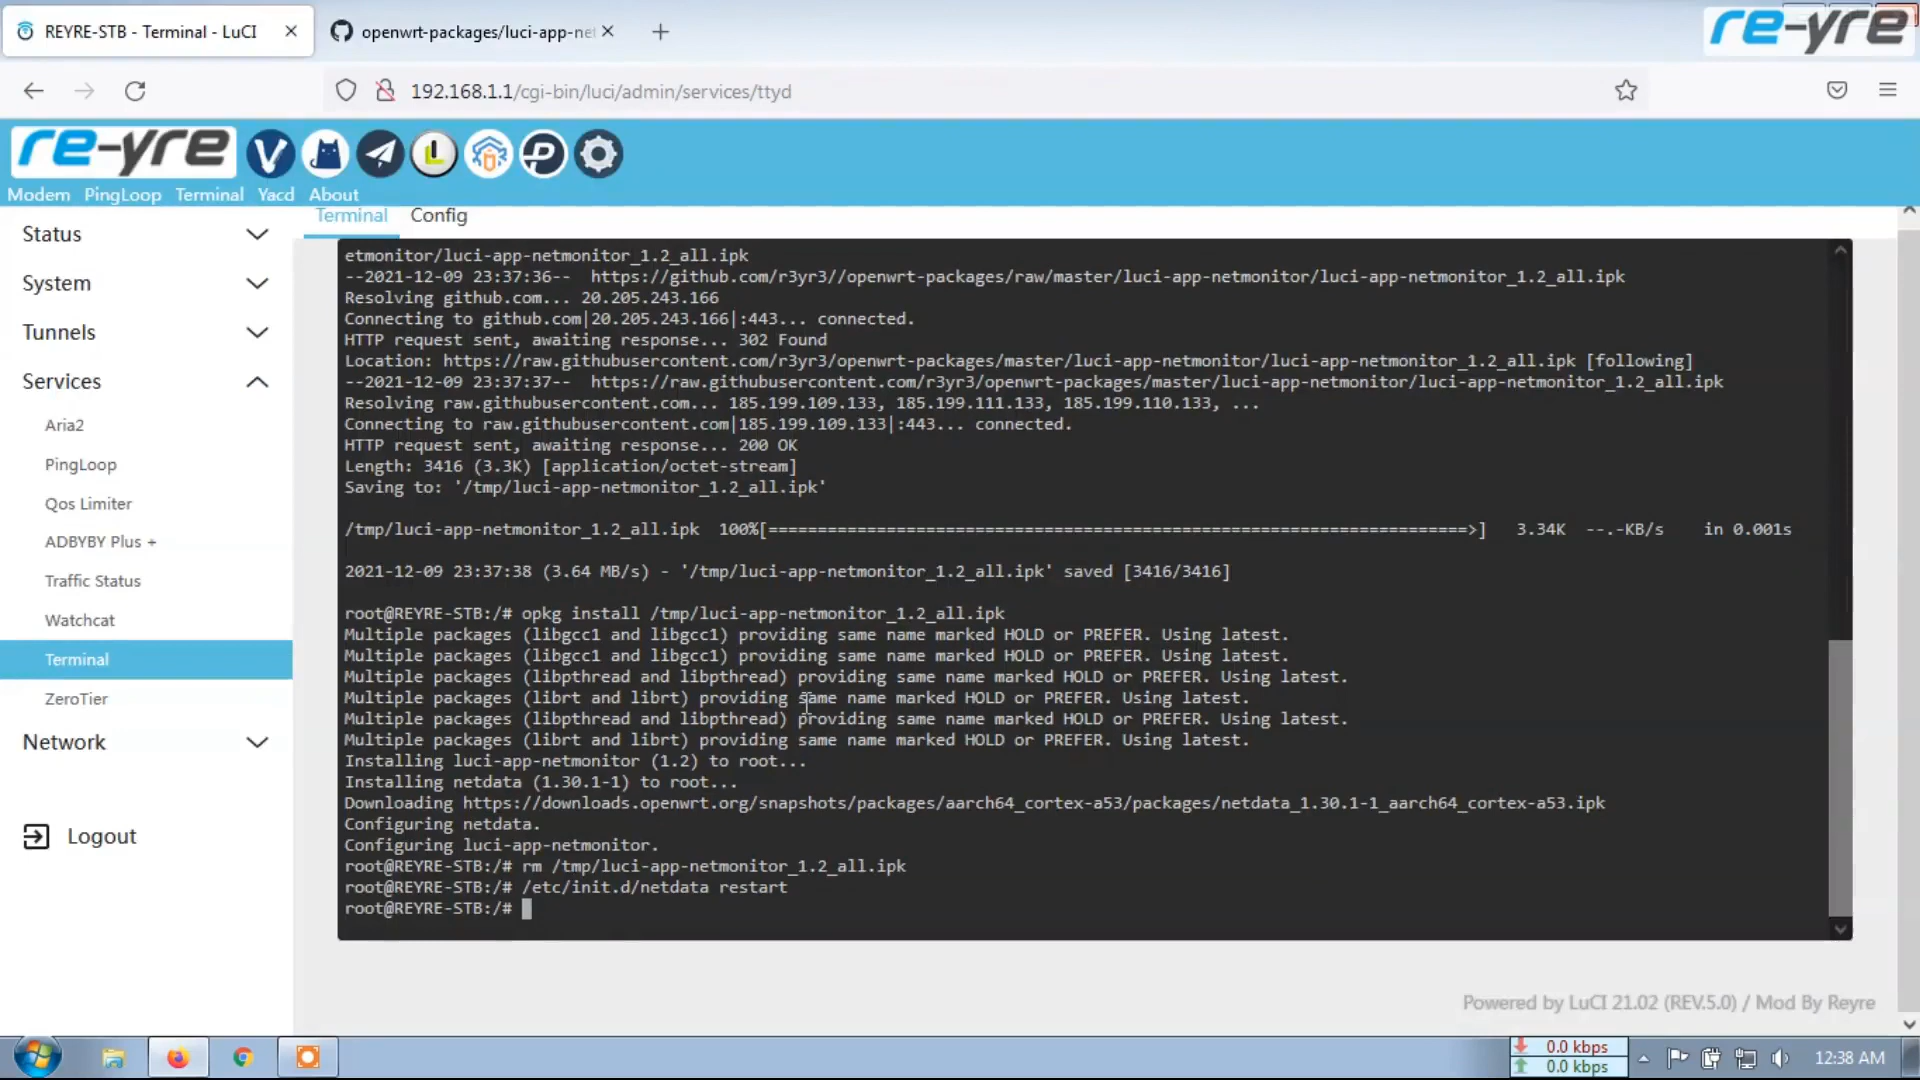 REYRE-STB - Terminal - LuCI
openwrt-packages/luci-app-net
re-yre
192.168.1.1/cgi-bin/luci/admin/services/ttyd
re-yre
Modem PingLoop Terminal Yacd About
Terminal Config
Status
System
Tunnels
Services
Aria2
PingLoop
Qos Limiter
ADBYBY Plus +
Traffic Status
Watchcat
Terminal
ZeroTier
Network
Logout
etmonitor/luci-app-netmonitor_1.2_all.ipk
--2021-12-09 23:37:36-- https://github.com/r3yr3//openwrt-packages/raw/master/luci-app-netmonitor/luci-app-netmonitor_1.2_all.ipk
Resolving github.com... 20.205.243.166
Connecting to github.com|20.205.243.166|:443... connected.
HTTP request sent, awaiting response... 302 Found
Location: https://raw.githubusercontent.com/r3yr3/openwrt-packages/master/luci-app-netmonitor/luci-app-netmonitor_1.2_all.ipk [following]
--2021-12-09 23:37:37-- https://raw.githubusercontent.com/r3yr3/openwrt-packages/master/luci-app-netmonitor/luci-app-netmonitor_1.2_all.ipk
Resolving raw.githubusercontent.com... 185.199.109.133, 185.199.111.133, 185.199.110.133, ...
Connecting to raw.githubusercontent.com|185.199.109.133|:443... connected.
HTTP request sent, awaiting response... 200 OK
Length: 3416 (3.3K) [application/octet-stream]
Saving to: '/tmp/luci-app-netmonitor_1.2_all.ipk'
/tmp/luci-app-netmonitor_1.2_all.ipk 100%[=======================================================================>] 3.34K --.-KB/s in 0.001s
2021-12-09 23:37:38 (3.64 MB/s) - '/tmp/luci-app-netmonitor_1.2_all.ipk' saved [3416/3416]
root@REYRE-STB:/# opkg install /tmp/luci-app-netmonitor_1.2_all.ipk
Multiple packages (libgcc1 and libgcc1) providing same name marked HOLD or PREFER. Using latest.
Multiple packages (libgcc1 and libgcc1) providing same name marked HOLD or PREFER. Using latest.
Multiple packages (libpthread and libpthread) providing same name marked HOLD or PREFER. Using latest.
Multiple packages (librt and librt) providing same name marked HOLD or PREFER. Using latest.
Multiple packages (libpthread and libpthread) providing same name marked HOLD or PREFER. Using latest.
Multiple packages (librt and librt) providing same name marked HOLD or PREFER. Using latest.
Installing luci-app-netmonitor (1.2) to root...
Installing netdata (1.30.1-1) to root...
Downloading https://downloads.openwrt.org/snapshots/packages/aarch64_cortex-a53/packages/netdata_1.30.1-1_aarch64_cortex-a53.ipk
Configuring netdata.
Configuring luci-app-netmonitor.
root@REYRE-STB:/# rm /tmp/luci-app-netmonitor_1.2_all.ipk
root@REYRE-STB:/# /etc/init.d/netdata restart
root@REYRE-STB:/#
Powered by LuCI 21.02 (REV.5.0) / Mod By Reyre
0.0 kbps
0.0 kbps
12:38 AM